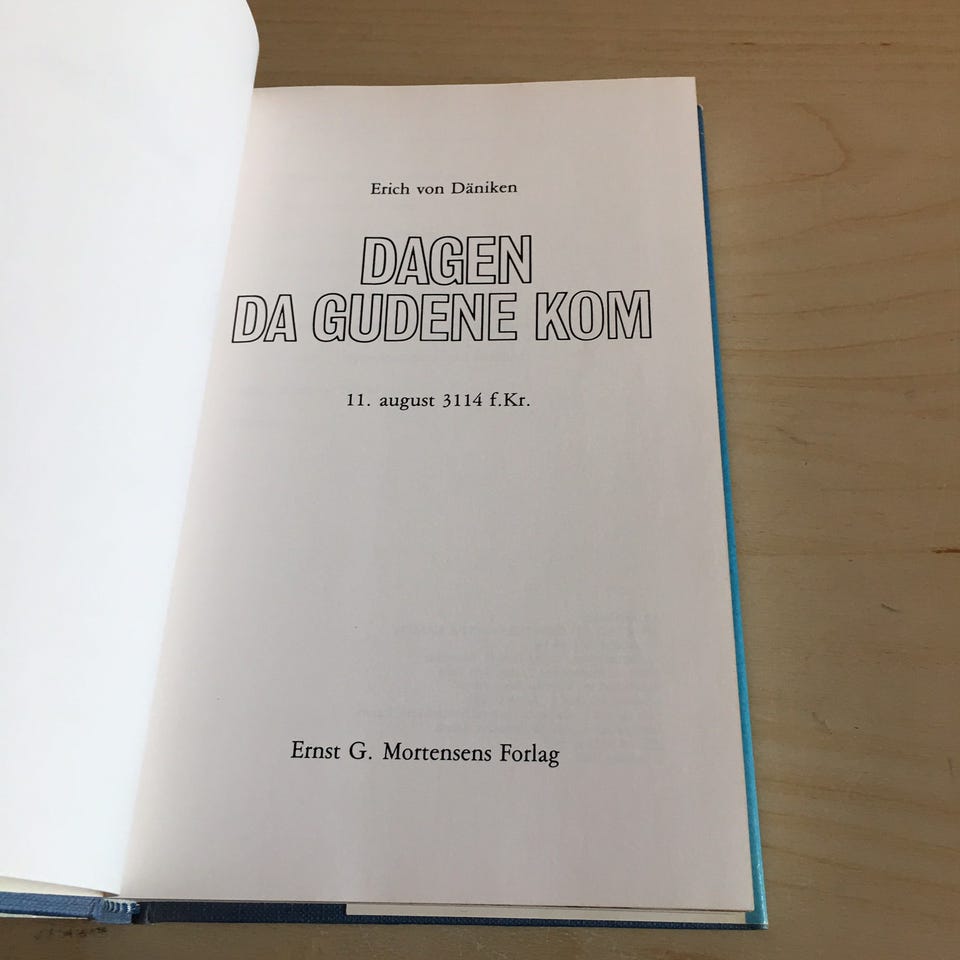 Erich von Däniken
DAGEN
DA GUDENE KOM
11. august 3114 f.Kr.
Ernst G. Mortensens Forlag